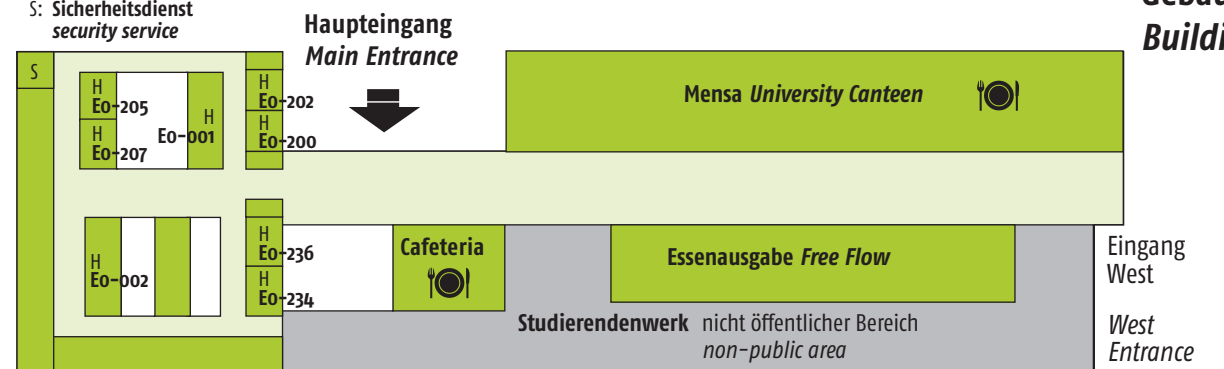 S: Sicherheitsdienst
security service
Haupteingang
Main Entrance
Buildi
S
H
E0-205
H
E0-207
H
E0-001
H
E0-202
H
E0-200
Mensa University Canteen
H
E0-002
H
E0-236
H
E0-234
Cafeteria
Essenausgabe Free Flow
Studierendenwerk nicht öffentlicher Bereich
non-public area
Eingang
West
West
Entrance